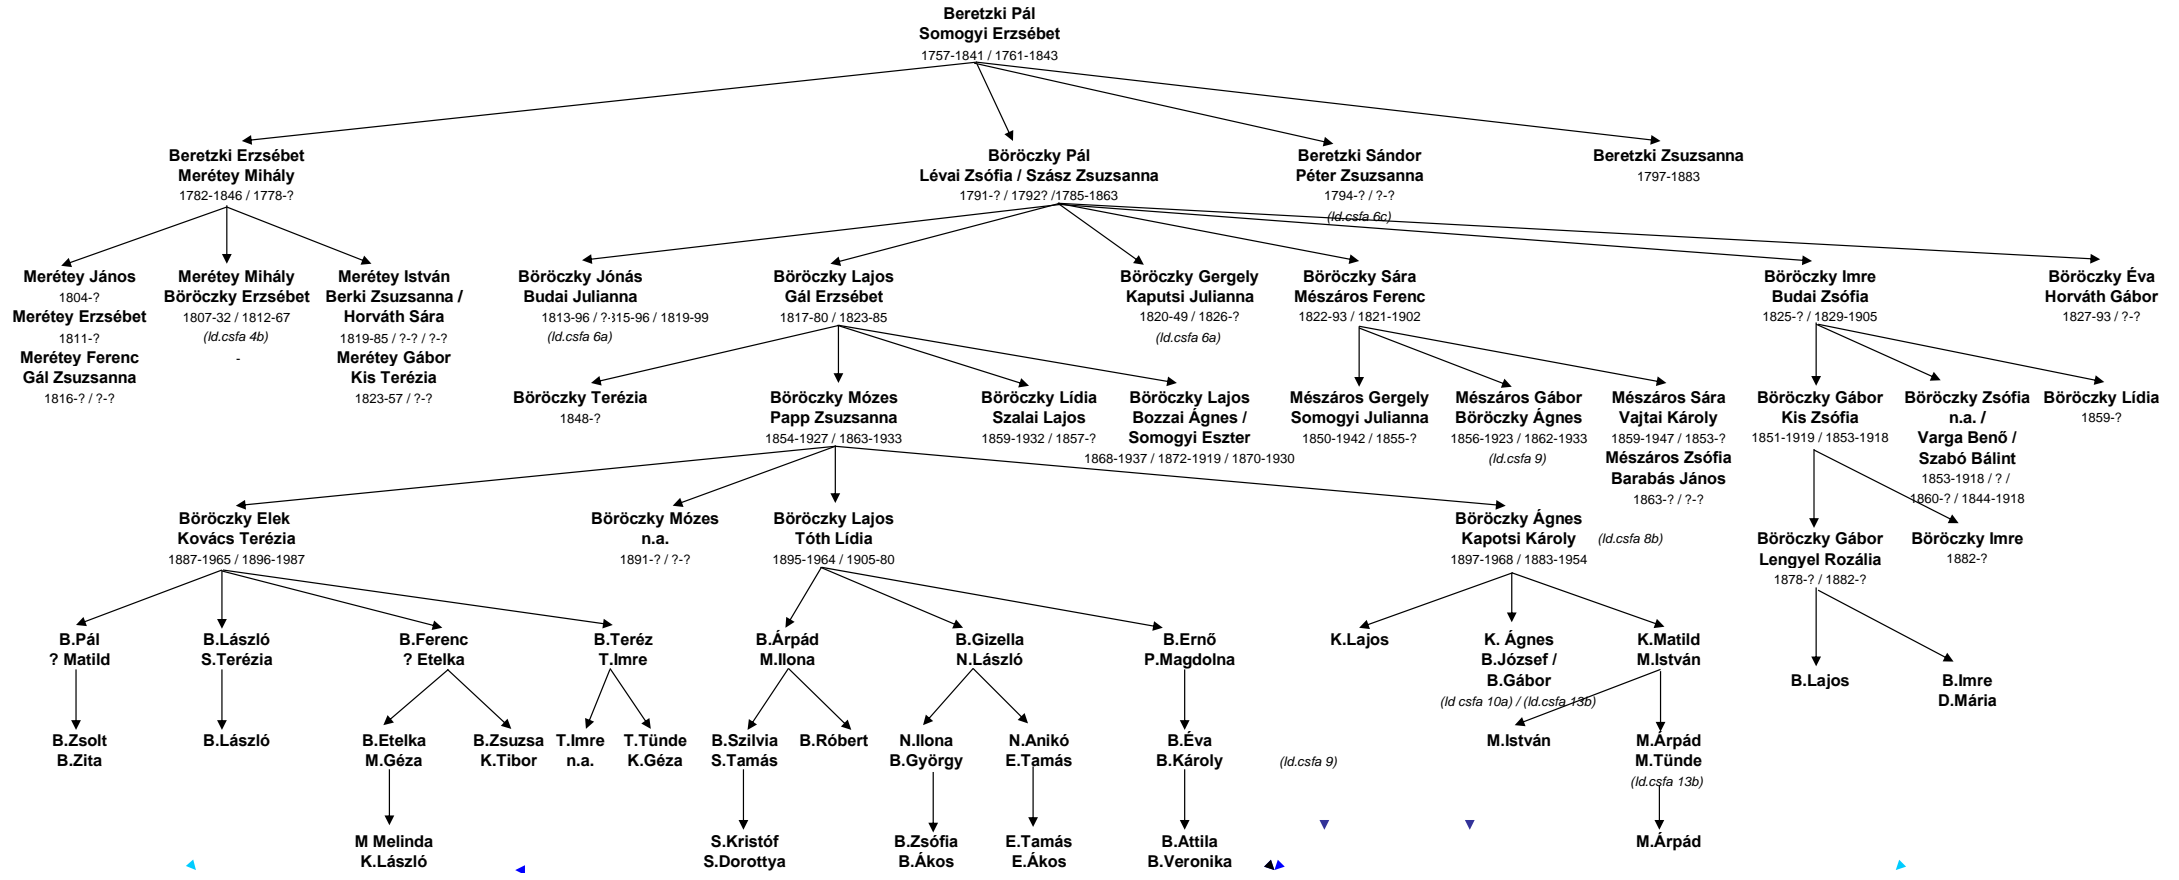 Beretzki Pál
Somogyi Erzsébet
1757-1841 / 1761-1843
Beretzki Erzsébet
Merétey Mihály
1782-1846 / 1778-?
Böröczky Pál
Lévai Zsófia / Szász Zsuzsanna
1791-? / 1792? /1785-1863
Beretzki Sándor
Péter Zsuzsanna
1794-? / ?-?
(ld.csfa 6c)
Beretzki Zsuzsanna
1797-1883
Merétey János
1804-?
Merétey Erzsébet
1811-?
Merétey Ferenc
Gál Zsuzsanna
1816-? / ?-?
Merétey Mihály
Böröczky Erzsébet
1807-32 / 1812-67
(ld.csfa 4b)
-
Merétey István
Berki Zsuzsanna /
Horváth Sára
1819-85 / ?-? / ?-?
Merétey Gábor
Kis Terézia
1823-57 / ?-?
Böröczky Jónás
Budai Julianna
1813-96 / 15-96 / 1819-99
(ld.csfa 6a)
Böröczky Lajos
Gál Erzsébet
1817-80 / 1823-85
Böröczky Gergely
Kaputsi Julianna
1820-49 / 1826-?
(ld.csfa 6a)
Böröczky Sára
Mészáros Ferenc
1822-93 / 1821-1902
Böröczky Imre
Budai Zsófia
1825-? / 1829-1905
Böröczky Éva
Horváth Gábor
1827-93 / ?-?
Böröczky Terézia
1848-?
Böröczky Mózes
Papp Zsuzsanna
1854-1927 / 1863-1933
Böröczky Lídia
Szalai Lajos
1859-1932 / 1857-?
Böröczky Lajos
Bozzai Ágnes /
Somogyi Eszter
1868-1937 / 1872-1919 / 1870-1930
Mészáros Gergely
Somogyi Julianna
1850-1942 / 1855-?
Mészáros Gábor
Böröczky Ágnes
1856-1923 / 1862-1933
(ld.csfa 9)
Mészáros Sára
Vajtai Károly
1859-1947 / 1853-?
Mészáros Zsófia
Barabás János
1863-? / ?-?
Böröczky Gábor
Kis Zsófia
1851-1919 / 1853-1918
Böröczky Zsófia
n.a. /
Varga Benő /
Szabó Bálint
1853-1918 / ? /
1860-? / 1844-1918
Böröczky Lídia
1859-?
Böröczky Elek
Kovács Terézia
1887-1965 / 1896-1987
Böröczky Mózes
n.a.
1891-? / ?-?
Böröczky Lajos
Tóth Lídia
1895-1964 / 1905-80
Böröczky Ágnes
Kapotsi Károly
1897-1968 / 1883-1954
(ld.csfa 8b)
Böröczky Gábor
Lengyel Rozália
1878-? / 1882-?
Böröczky Imre
1882-?
B.Pál
? Matild
B.László
S.Terézia
B.Ferenc
? Etelka
B.Teréz
T.Imre
B.Árpád
M.Ilona
B.Gizella
N.László
B.Ernő
P.Magdolna
K.Lajos
K. Ágnes
B.József /
B.Gábor
(ld csfa 10a) / (ld.csfa 13b)
K.Matild
M.István
B.Lajos
B.Imre
D.Mária
B.Zsolt
B.Zita
B.László
B.Etelka
M.Géza
B.Zsuzsa
K.Tibor
T.Imre
n.a.
T.Tünde
K.Géza
B.Szilvia
S.Tamás
B.Róbert
N.Ilona
B.György
N.Anikó
E.Tamás
B.Éva
B.Károly
(ld.csfa 9)
M.István
M.Árpád
M.Tünde
(ld.csfa 13b)
M Melinda
K.László
S.Kristóf
S.Dorottya
B.Zsófia
B.Ákos
E.Tamás
E.Ákos
B.Attila
B.Veronika
M.Árpád